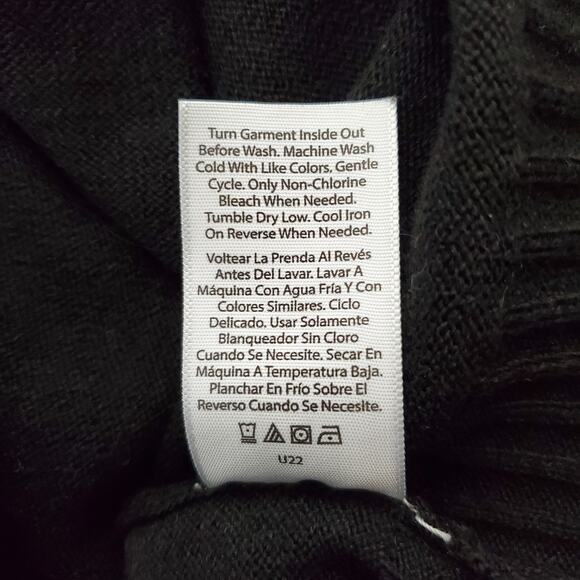 Turn Garment Inside Out
Before Wash. Machine Wash
Cold With Like Colors. Gentle
Cycle. Only Non-Chlorine
Bleach When Needed.
Tumble Dry Low. Cool Iron
On Reverse When Needed.
Voltear La Prenda Al Revés
Antes Del Lavar. Lavar A
Máquina Con Agua Fría Y Con
Colores Similares. Ciclo
Delicado. Usar Solamente
Blanqueador Sin Cloro
Cuando Se Necesite. Secar En
Máquina A Temperatura Baja.
Planchar En Frío Sobre El
Reverso Cuando Se Necesite.
U22